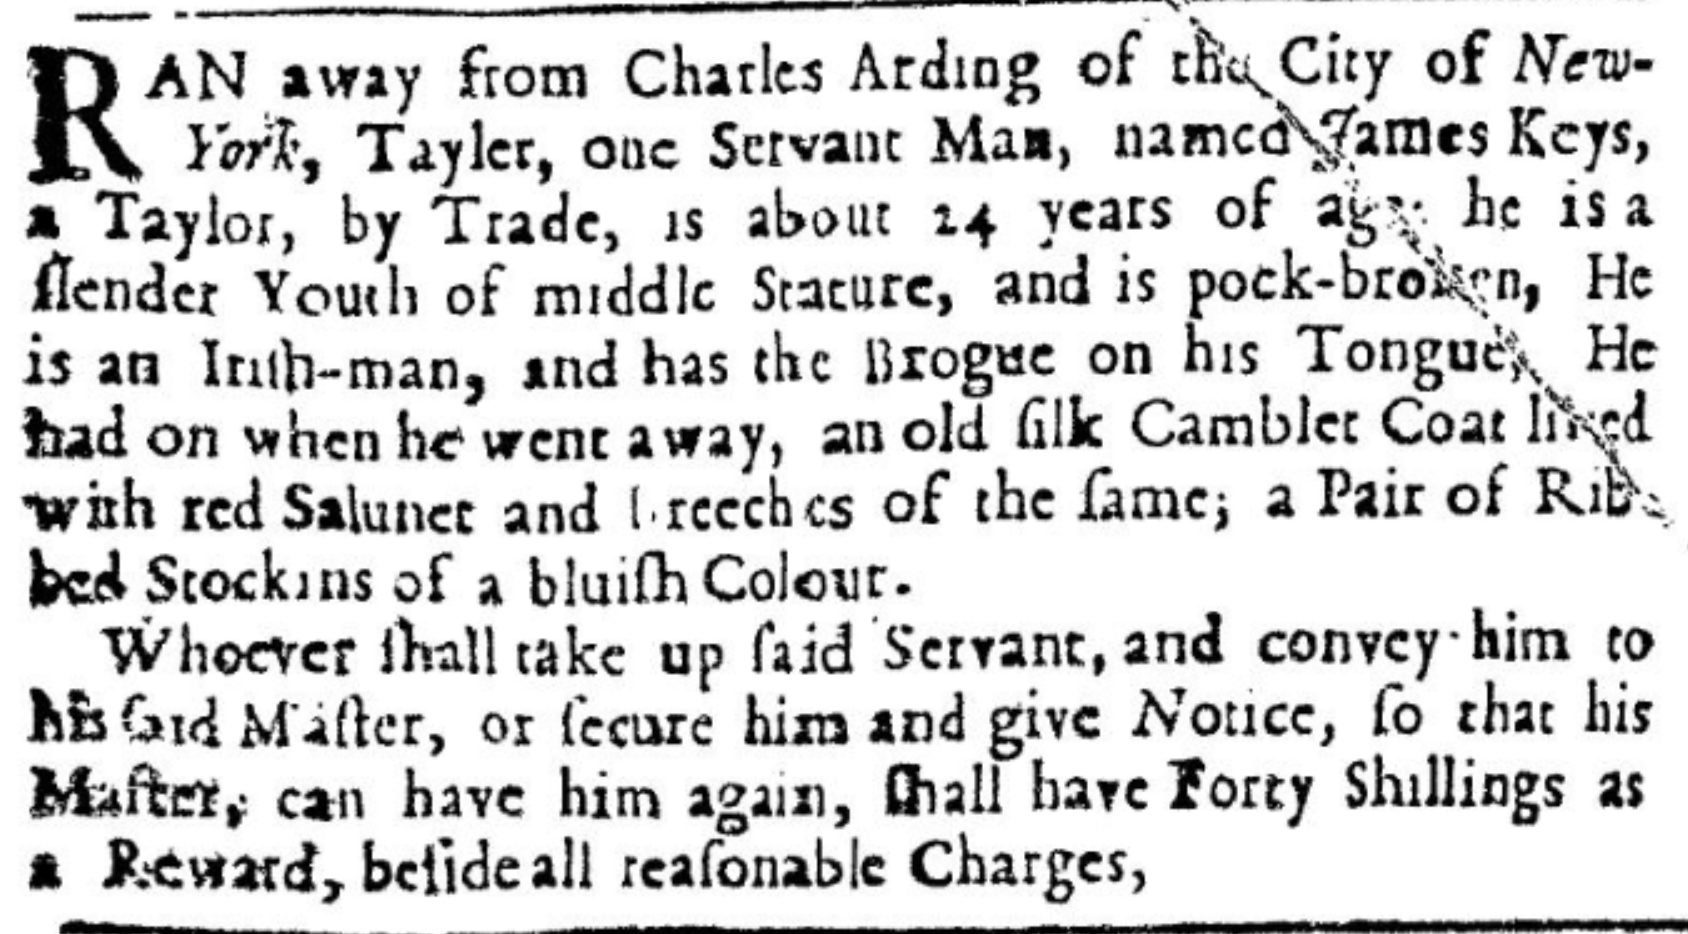 RAN away from Charles Arding of the City of New-
York, Tayler, one Servant Man, named James Keys,
a Taylor, by Trade, is about 24 years of age he is a
ſlender Youth of middle Stature, and is pock-broken, He
is an Iriſh-man, and has the Brogue on his Tongue, He
had on when he went away, an old ſilk Camblet Coat lined
with red Salunet and Breeches of the ſame; a Pair of Rib-
bed Stockins of a bluiſh Colour.
Whoever ſhall take up ſaid Servant, and convey him to
his ſaid Maſter, or ſecure him and give Notice, ſo that his
Maſter, can have him again, ſhall have Forty Shillings as
a Reward, beſide all reaſonable Charges,